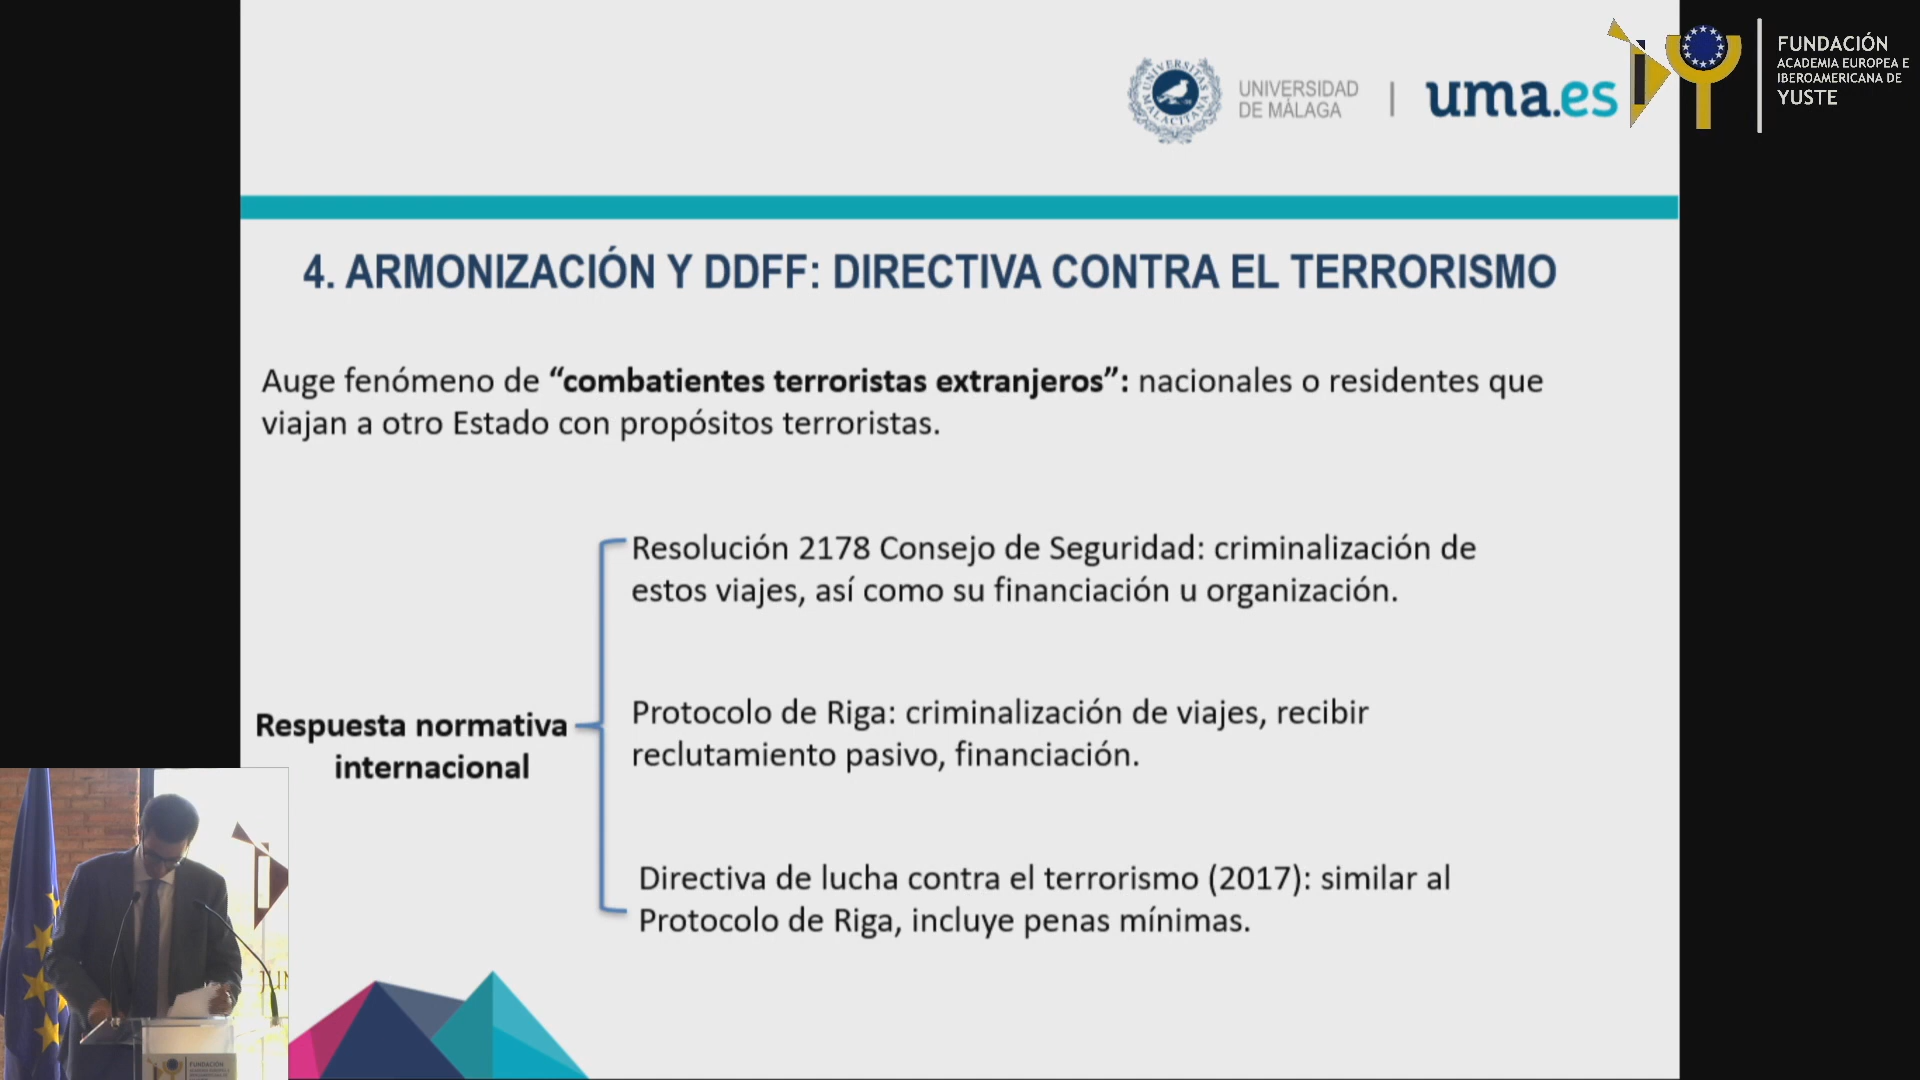 UNIVERSIDAD
DE MÁLAGA
uma.es
FUNDACIÓN
ACADEMIA EUROPEA E
IBEROAMERICANA DE
YUSTE
4. ARMONIZACIÓN Y DDFF: DIRECTIVA CONTRA EL TERRORISMO
Auge fenómeno de “combatientes terroristas extranjeros”: nacionales o residentes que
viajan a otro Estado con propósitos terroristas.
Resolución 2178 Consejo de Seguridad: criminalización de
estos viajes, así como su financiación u organización.
Respuesta normativa
internacional
Protocolo de Riga: criminalización de viajes, recibir
reclutamiento pasivo, financiación.
Directiva de lucha contra el terrorismo (2017): similar al
Protocolo de Riga, incluye penas mínimas.
FUNDACIÓN